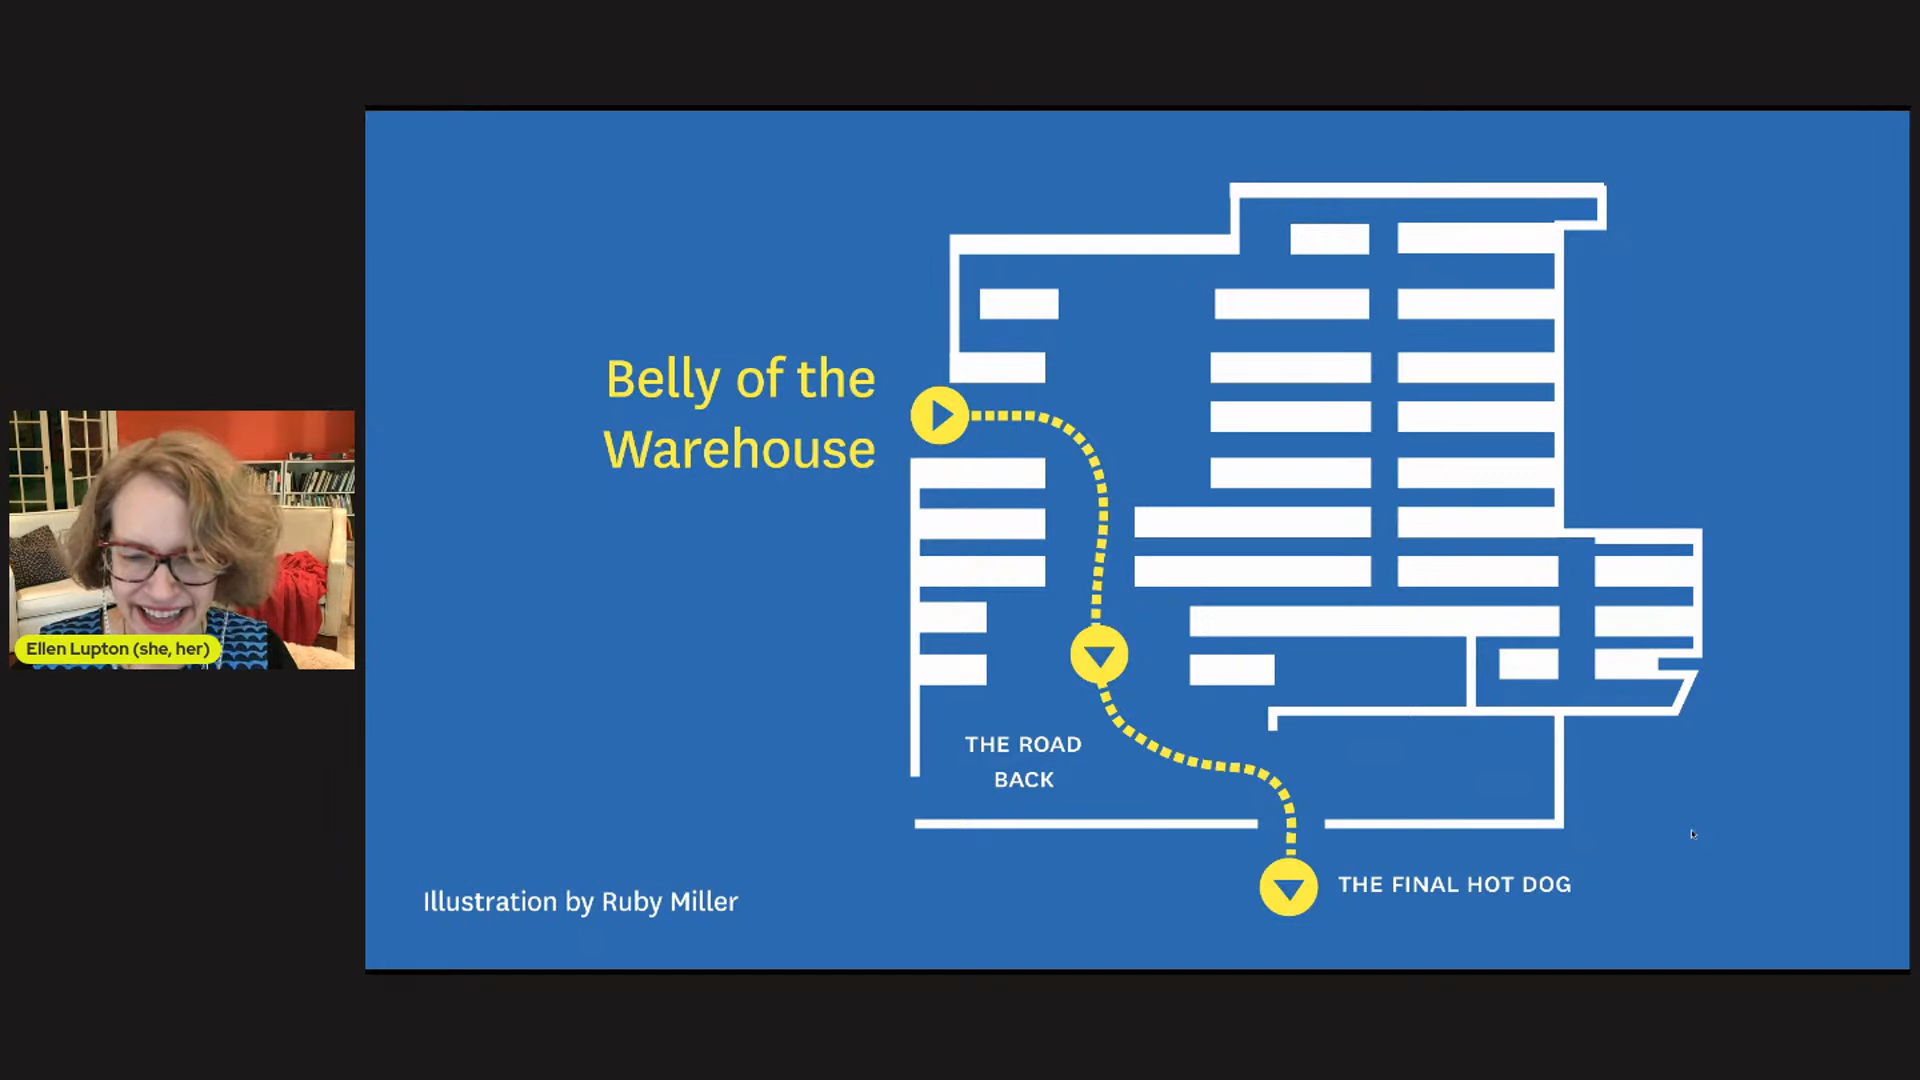 Belly of the
Warehouse
THE ROAD
BACK
THE FINAL HOT DOG
Illustration by Ruby Miller
Ellen Lupton (she, her)